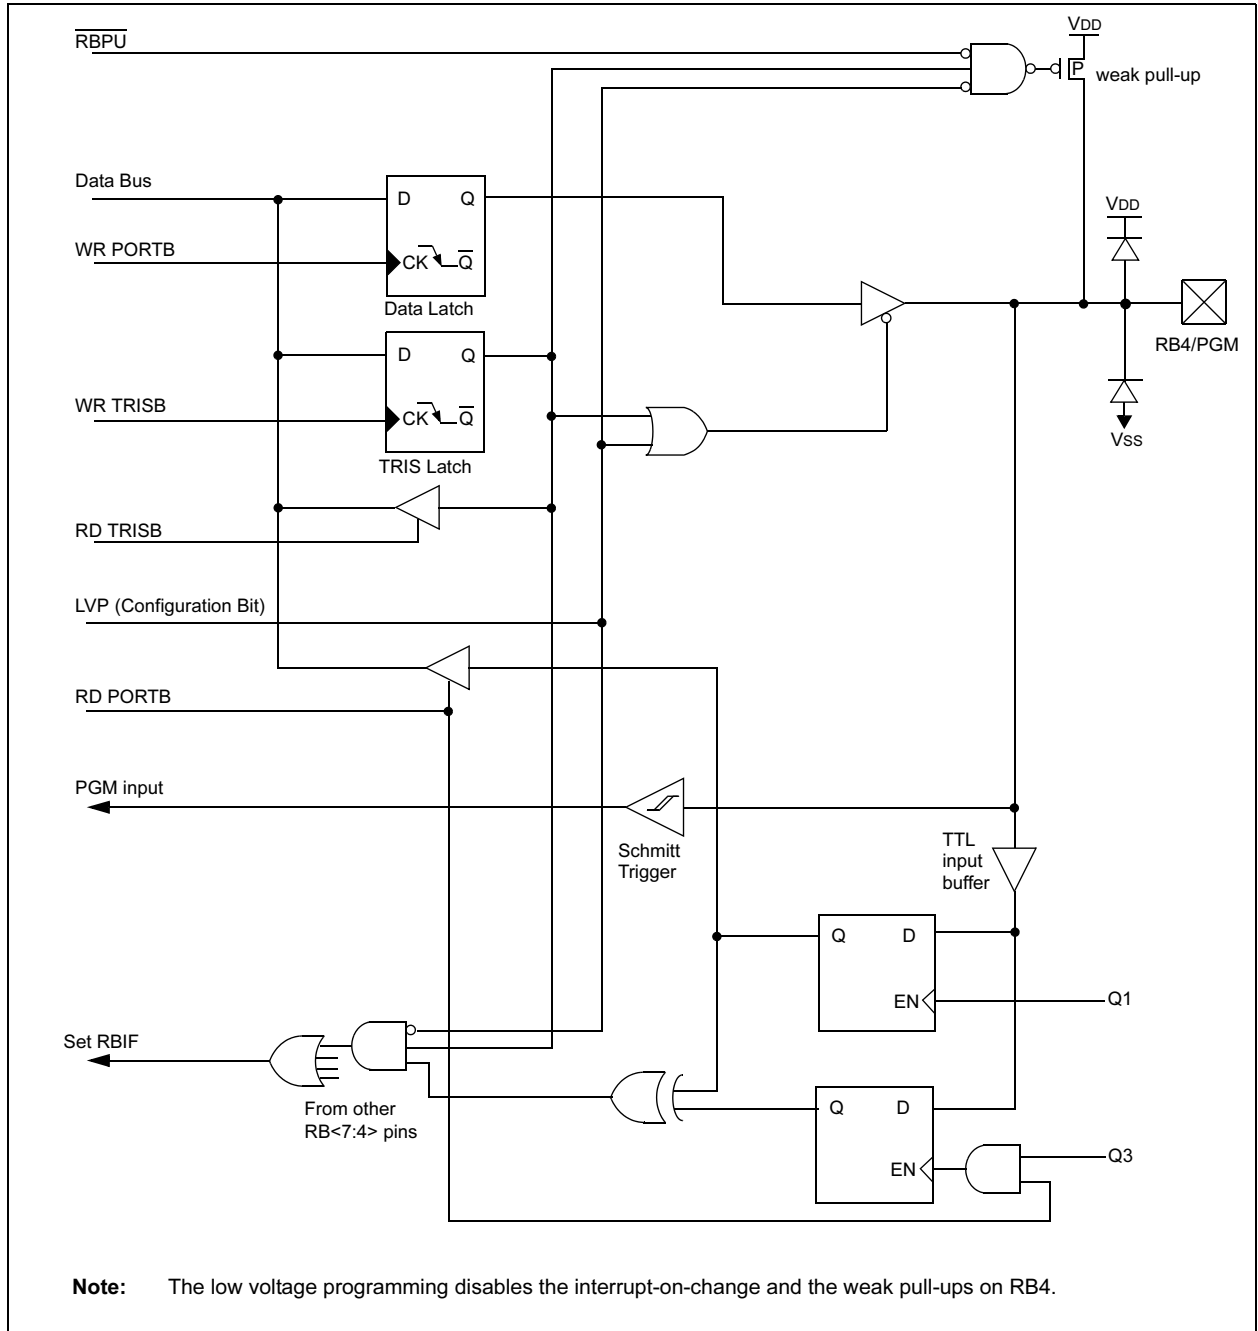 RBPU
VDD
P
weak pull-up
Data Bus
D Q
VDD
WR PORTB
CK Q
Data Latch
D Q
RB4/PGM
WR TRISB
CK Q
VSS
TRIS Latch
RD TRISB
LVP (Configuration Bit)
RD PORTB
PGM input
Schmitt
Trigger
TTL
input
buffer
Q D
EN
Q1
Set RBIF
From other
RB<7:4> pins
Q D
EN
Q3
Note: The low voltage programming disables the interrupt-on-change and the weak pull-ups on RB4.